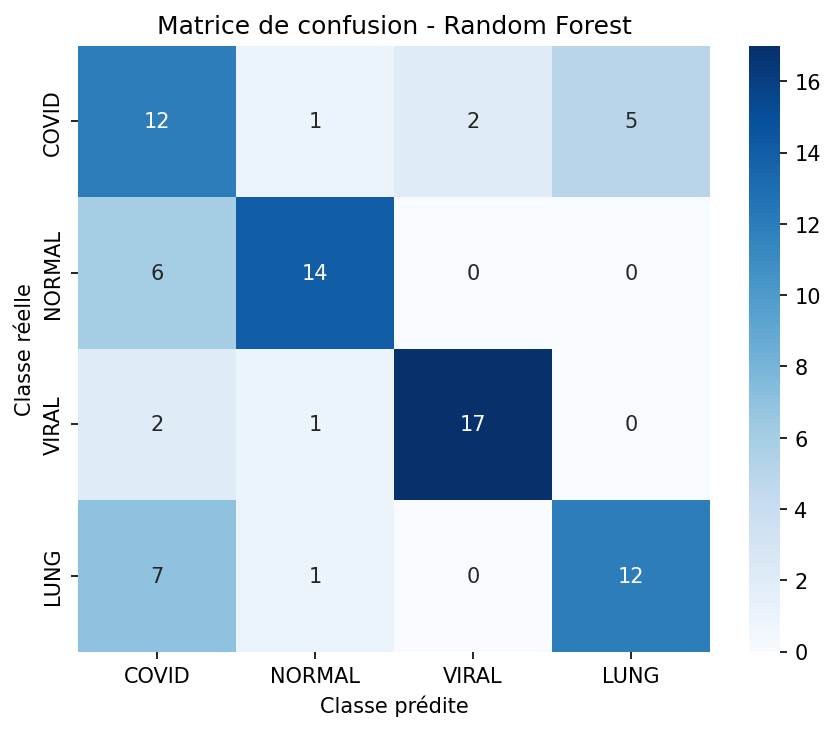 Matrice de confusion - Random Forest
COVID
12 1 2 5
NORMAL
6 14 0 0
VIRAL
2 1 17 0
LUNG
7 1 0 12
COVID NORMAL VIRAL LUNG
Classe prédite
Classe réelle
16
14
12
10
8
6
4
2
0